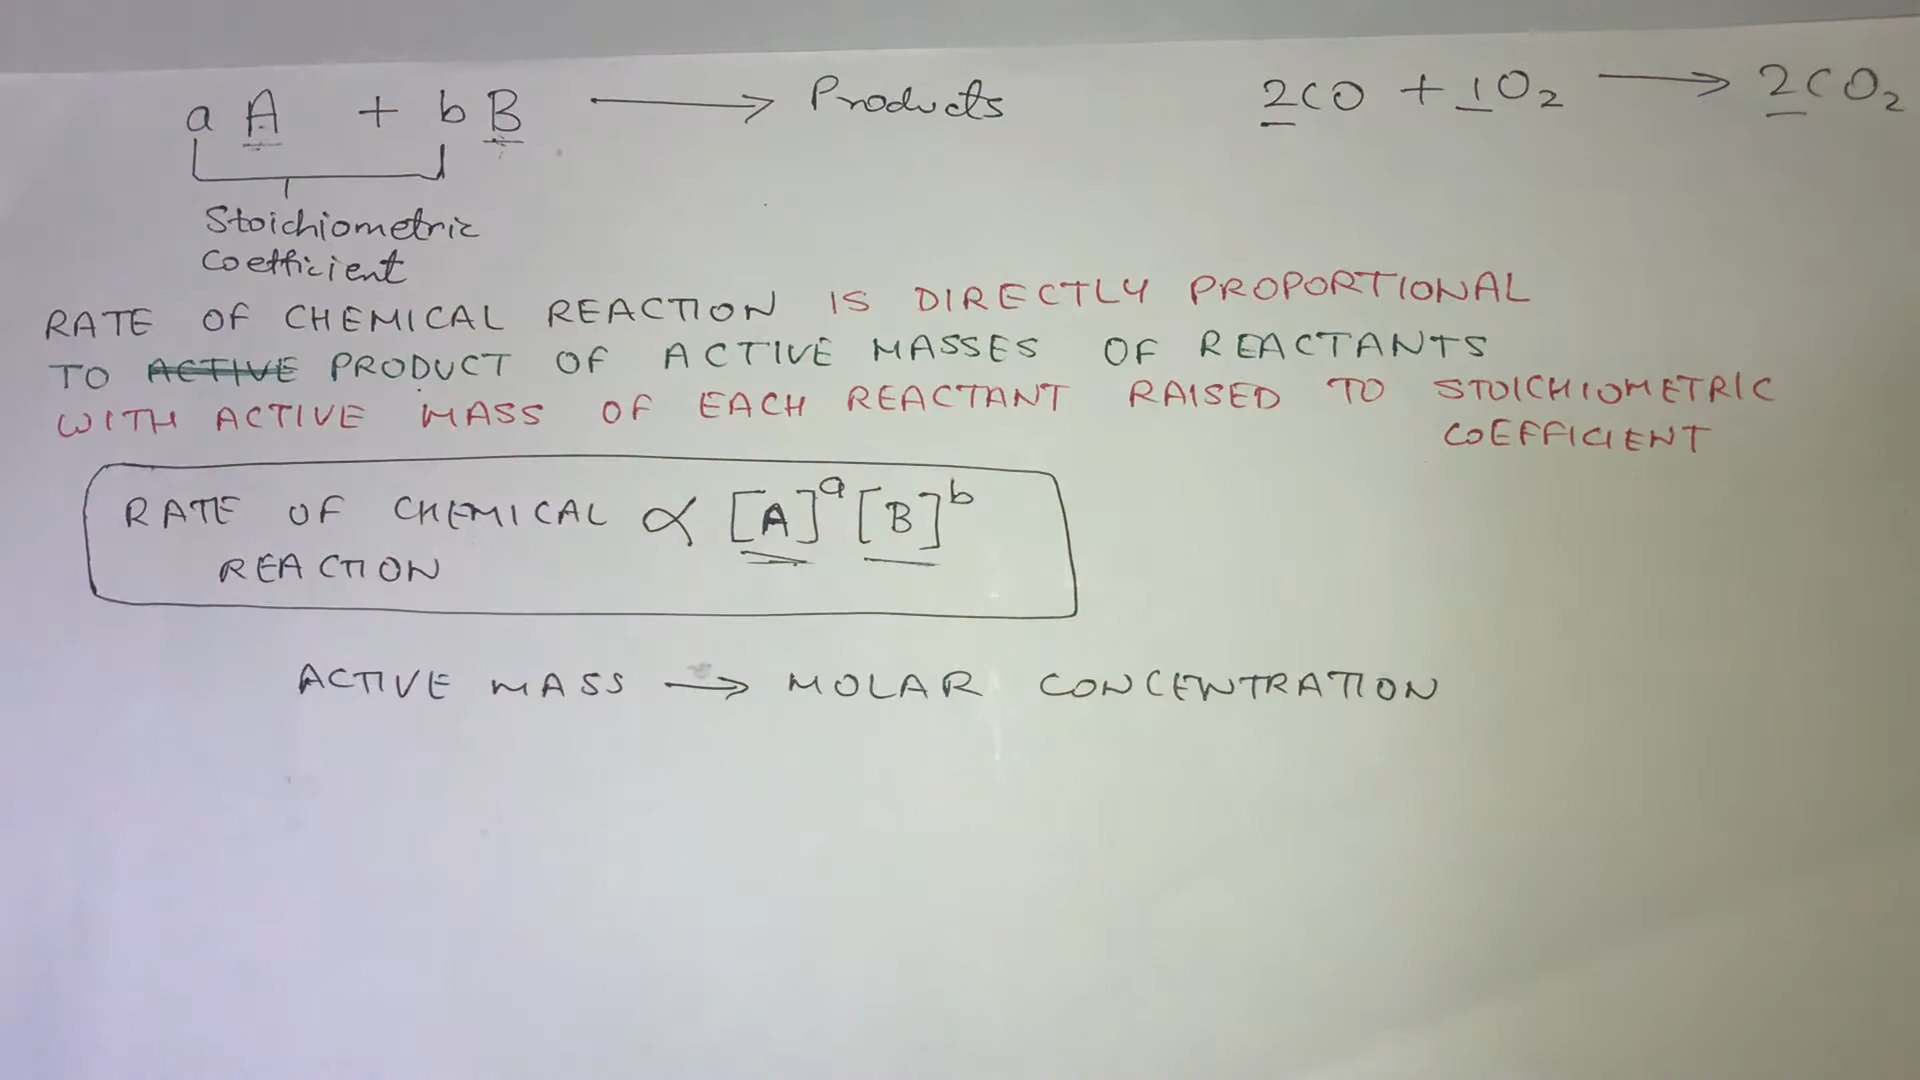 aA + bB ⟶ Products
2CO + 1O₂ ⟶ 2CO₂
Stoichiometric
Coefficient
RATE OF CHEMICAL REACTION IS DIRECTLY PROPORTIONAL
TO ACTIVE PRODUCT OF ACTIVE MASSES OF REACTANTS
WITH ACTIVE MASS OF EACH REACTANT RAISED TO STOICHIOMETRIC
COEFFICIENT
RATE OF CHEMICAL ∝ [A]ᵃ [B]ᵇ
REACTION
ACTIVE MASS ⟶ MOLAR CONCENTRATION